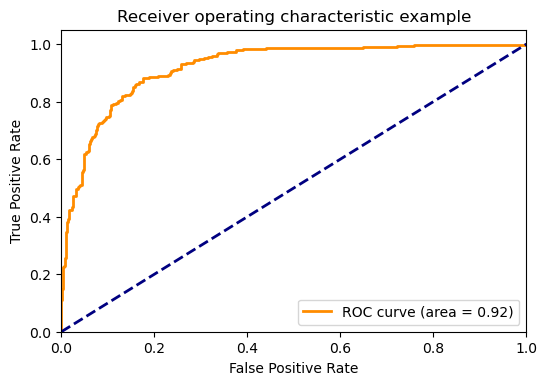 Receiver operating characteristic example
True Positive Rate
1.0
0.8
0.6
0.4
0.2
0.0
ROC curve (area = 0.92)
0.0 0.2 0.4 0.6 0.8 1.0
False Positive Rate